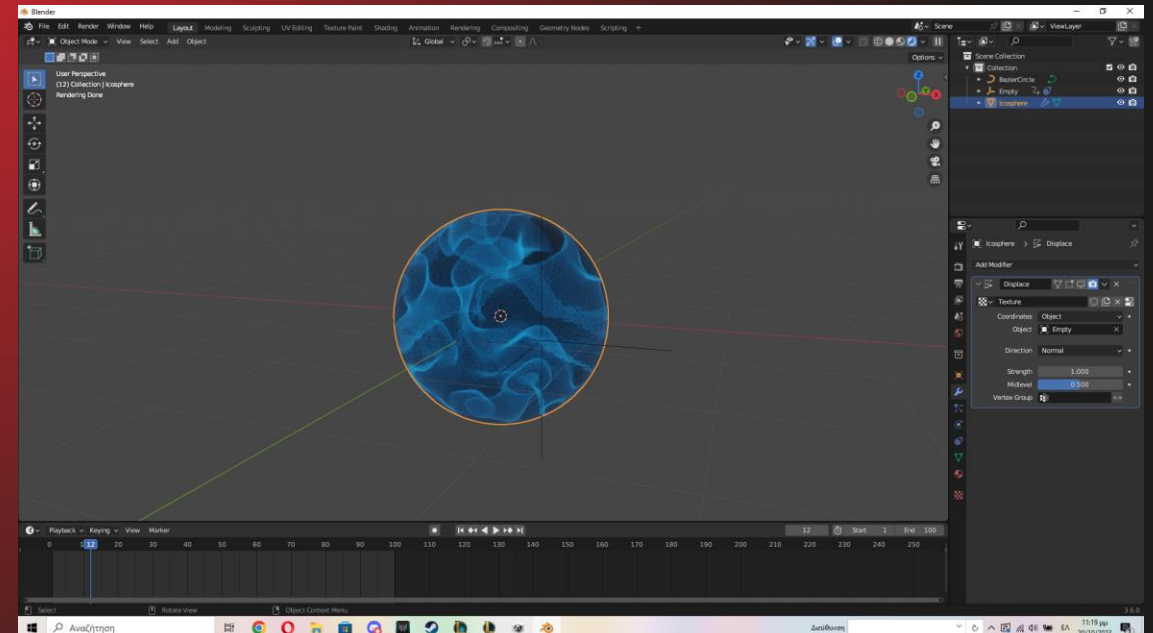 Blender
File Edit Render Window Help Layout Modeling Sculpting UV Editing Texture Paint Shading Animation Rendering Compositing Geometry Nodes Scripting + Scene ViewLayer
Object Mode View Select Add Object Global
Options
User Perspective
(12) Collection | Icosphere
Rendering Done
Z
Y
X
Scene Collection
Collection
BezierCircle
Empty
Icosphere
Icosphere > Displace
Add Modifier
Displace
Texture
Coordinates Object
Object Empty
Direction Normal
Strength 1.000
Midlevel 0.500
Vertex Group
Playback Keying View Marker 12 Start 1 End 100
0 12 20 30 40 50 60 70 80 90 100 110 120 130 140 150 160 170 180 190 200 210 220 230 240 250
Select Rotate View Object Context Menu 3.6.0
Αναζήτηση Διεύθυνση ΕΛ 11:19 μμ